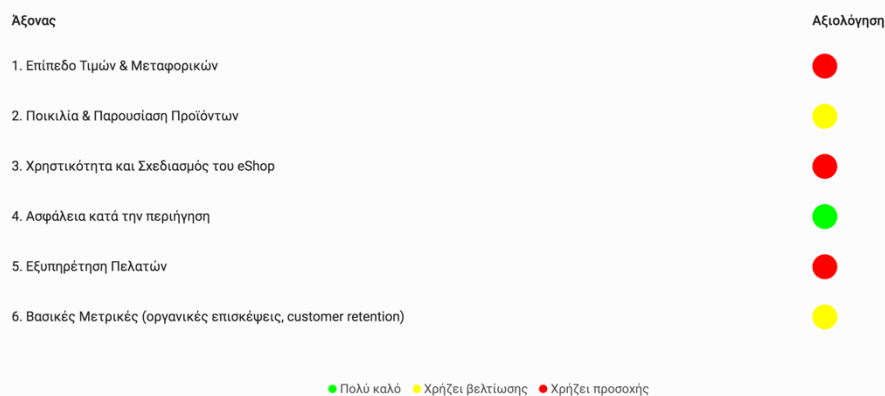 Άξονας Αξιολόγηση
1. Επίπεδο Τιμών & Μεταφορικών
2. Ποικιλία & Παρουσίαση Προϊόντων
3. Χρηστικότητα και Σχεδιασμός του eShop
4. Ασφάλεια κατά την περιήγηση
5. Εξυπηρέτηση Πελατών
6. Βασικές Μετρικές (οργανικές επισκέψεις, customer retention)
Πολύ καλό Χρήζει βελτίωσης Χρήζει προσοχής